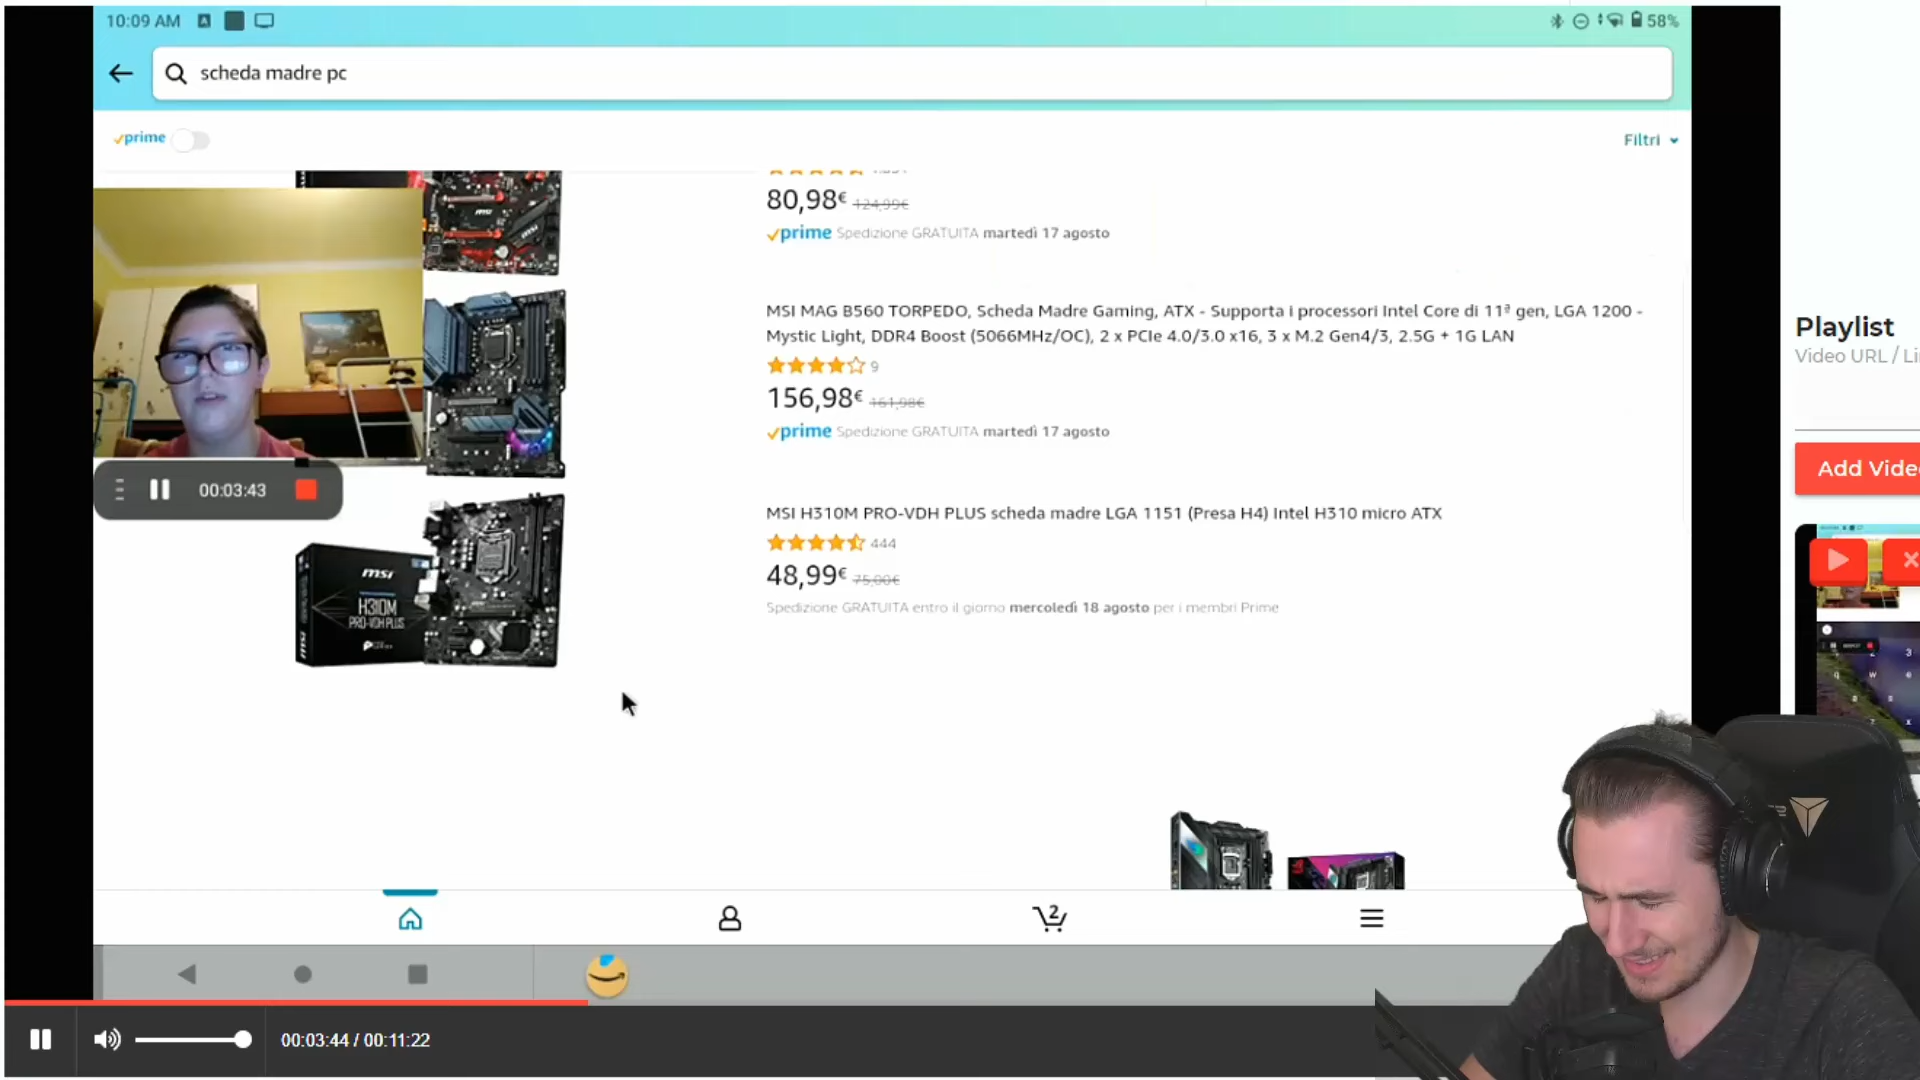 10:09 AM
58%
scheda madre pc
prime
Filtri
80,98€ 124,99€
prime Spedizione GRATUITA martedì 17 agosto
MSI MAG B560 TORPEDO, Scheda Madre Gaming, ATX - Supporta i processori Intel Core di 11ª gen, LGA 1200 -
Mystic Light, DDR4 Boost (5066MHz/OC), 2 x PCIe 4.0/3.0 x16, 3 x M.2 Gen4/3, 2.5G + 1G LAN
9
156,98€ 161,98€
prime Spedizione GRATUITA martedì 17 agosto
00:03:43
MSI H310M PRO-VDH PLUS scheda madre LGA 1151 (Presa H4) Intel H310 micro ATX
444
48,99€ 75,00€
Spedizione GRATUITA entro il giorno mercoledì 18 agosto per i membri Prime
msi
H310M
PRO-VDH PLUS
2
00:03:44 / 00:11:22
Playlist
Video URL / Li
Add Vide